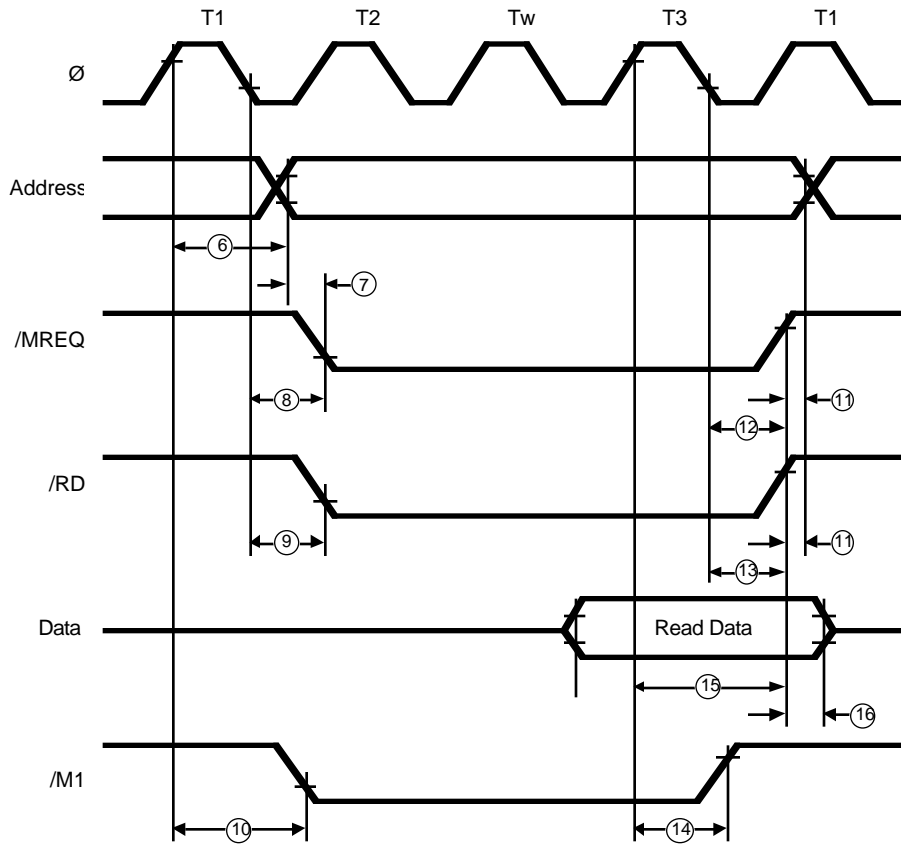 T1 T2 Tw T3 T1
Ø
Address
6
7
/MREQ
8
11
12
/RD
9
11
13
Data Read Data
15
16
/M1
10
14